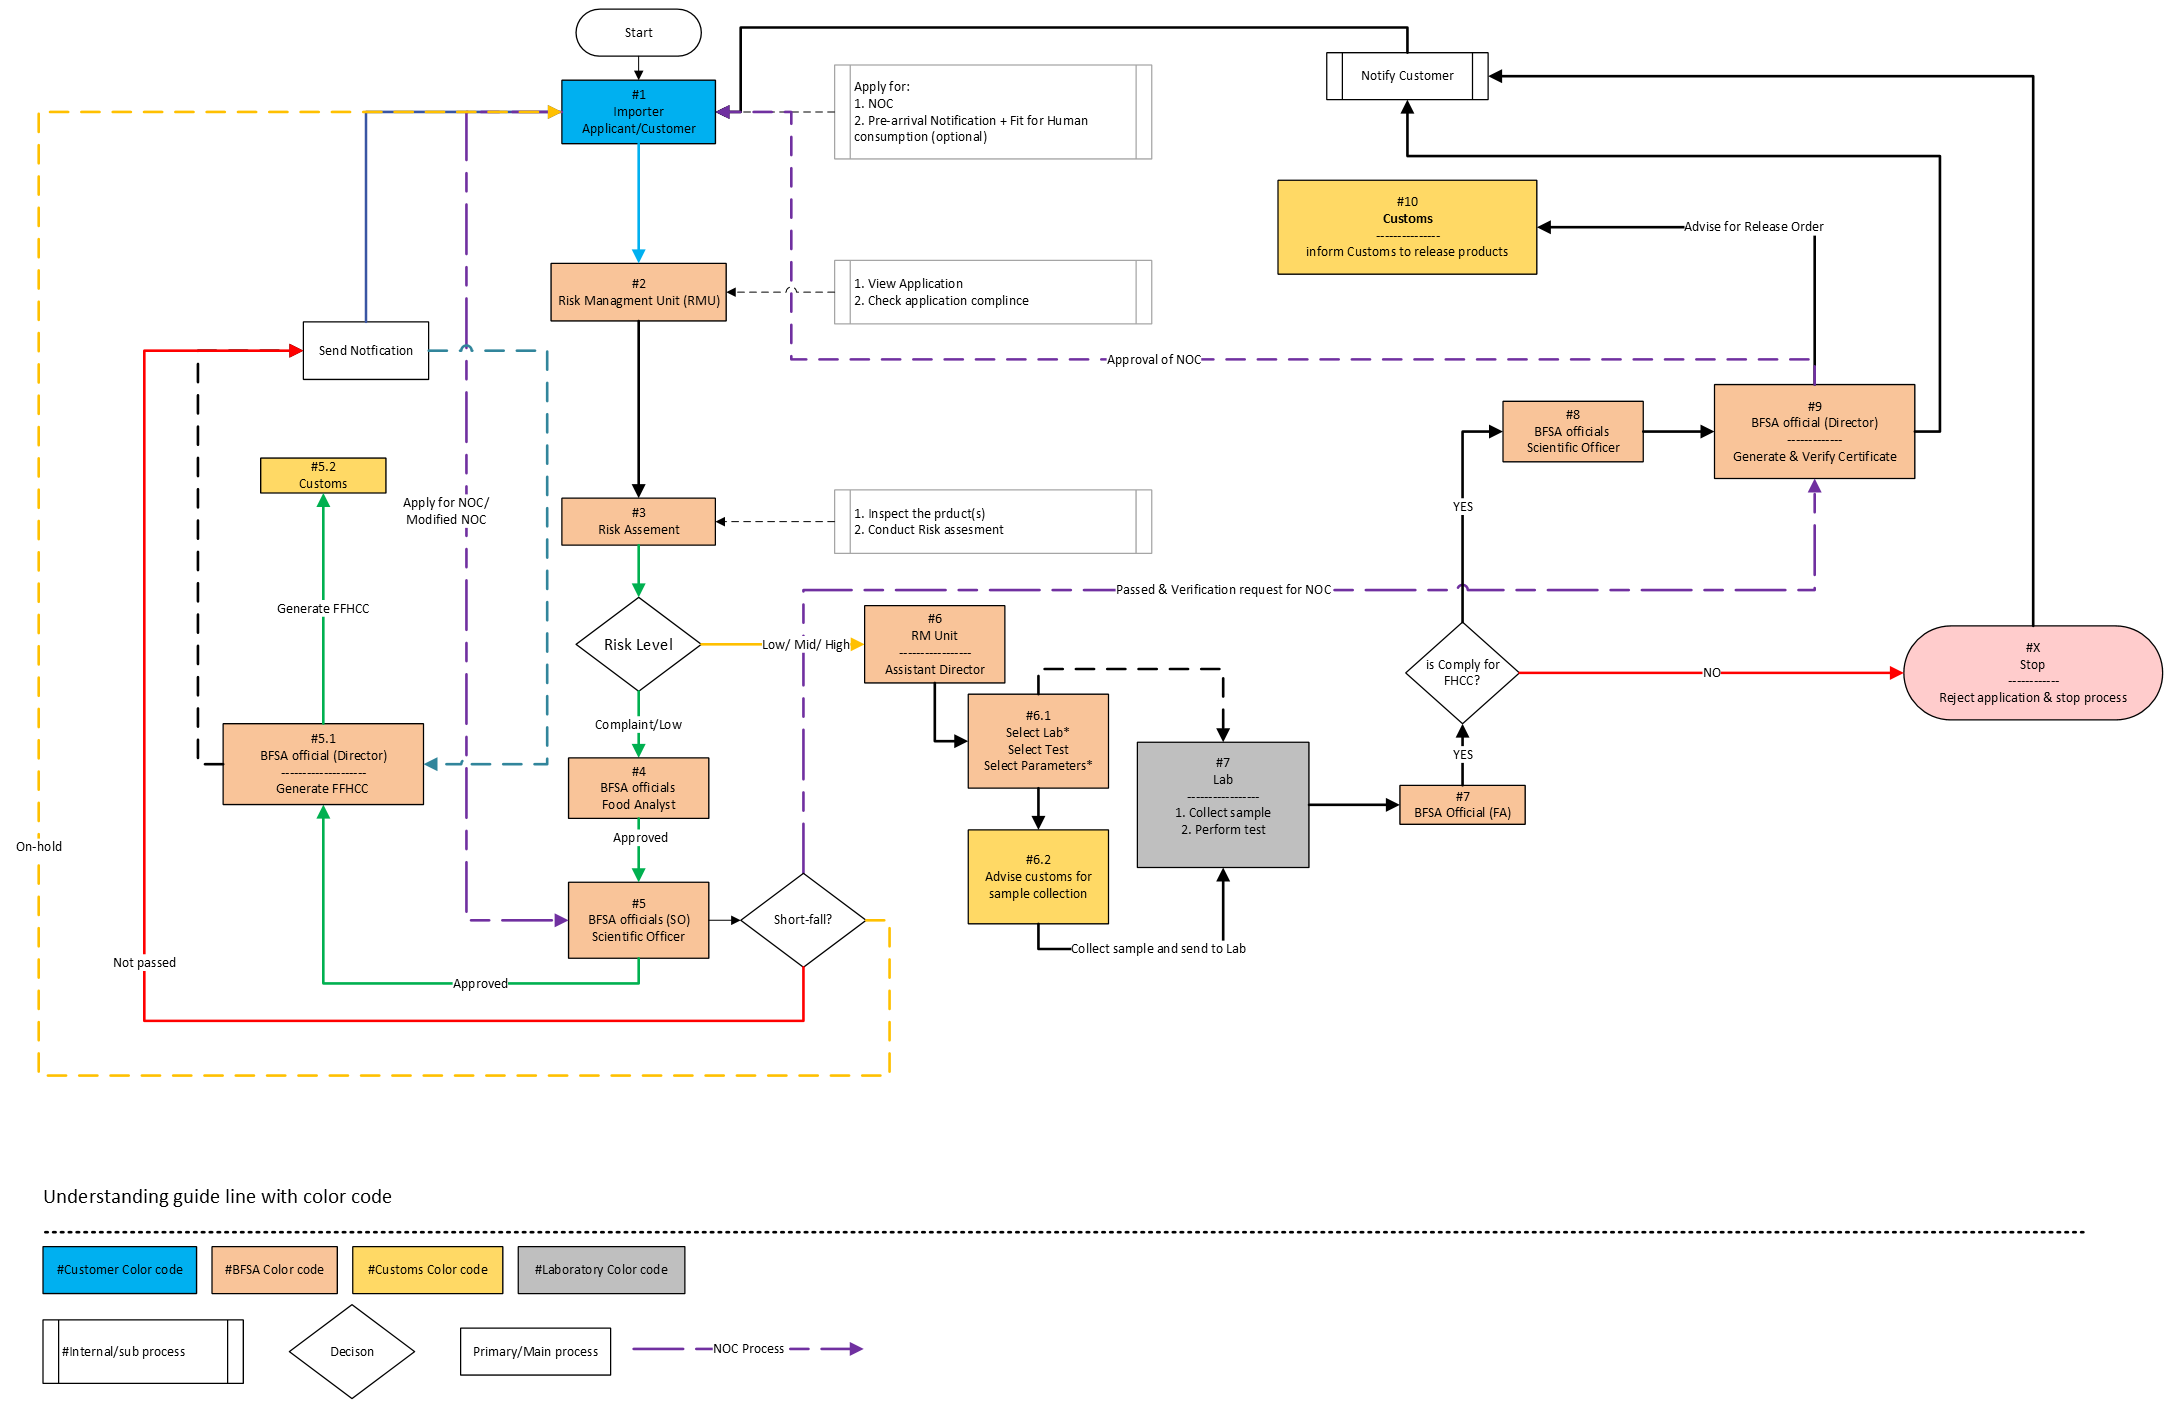 Start
#1
Importer
Applicant/Customer
Apply for:
1. NOC
2. Pre-arrival Notification + Fit for Human
consumption (optional)
Notify Customer
#10
Customs
---------------
inform Customs to release products
Advise for Release Order
#2
Risk Managment Unit (RMU)
1. View Application
2. Check application complince
Send Notfication
Approval of NOC
#8
BFSA officials
Scientific Officer
#9
BFSA official (Director)
-------------
Generate & Verify Certificate
#5.2
Customs
Apply for NOC/
Modified NOC
#3
Risk Assement
1. Inspect the prduct(s)
2. Conduct Risk assesment
YES
Passed & Verification request for NOC
Generate FFHCC
Risk Level
Low/ Mid/ High
#6
RM Unit
-----------------
Assistant Director
is Comply for
FHCC?
NO
#X
Stop
------------
Reject application & stop process
Complaint/Low
#6.1
Select Lab*
Select Test
Select Parameters*
#5.1
BFSA official (Director)
--------------------
Generate FFHCC
#4
BFSA officials
Food Analyst
#7
Lab
-----------------
1. Collect sample
2. Perform test
YES
#7
BFSA Official (FA)
On-hold
Approved
#6.2
Advise customs for
sample collection
#5
BFSA officials (SO)
Scientific Officer
Short-fall?
Collect sample and send to Lab
Not passed
Approved
Understanding guide line with color code
#Customer Color code
#BFSA Color code
#Customs Color code
#Laboratory Color code
#Internal/sub process
Decison
Primary/Main process
NOC Process